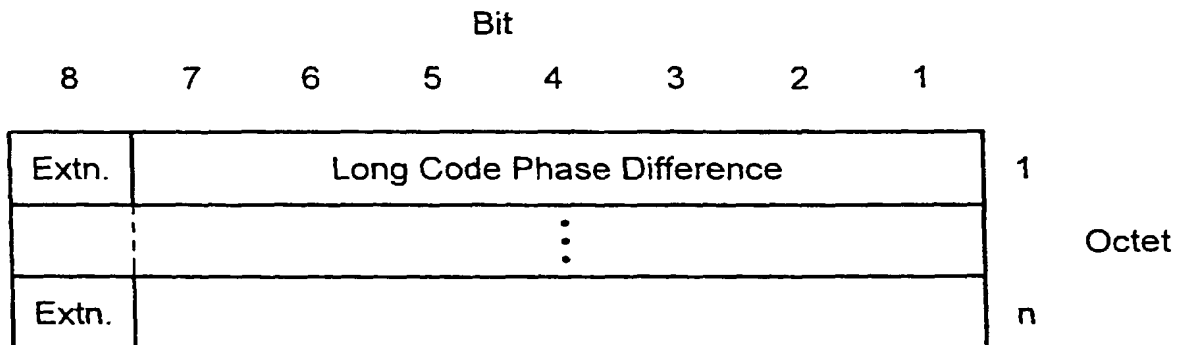 Bit
8 7 6 5 4 3 2 1
Extn. Long Code Phase Difference 1
Octet
Extn. n